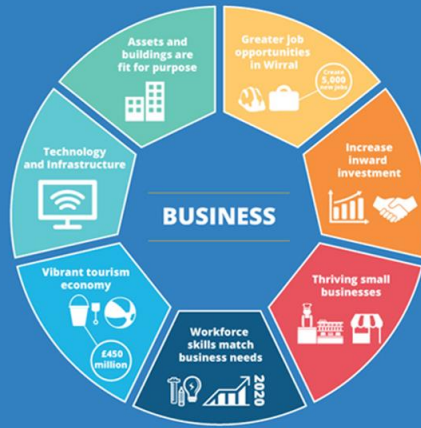 Assets and
buildings are
fit for purpose
Greater job
opportunities
in Wirral
Create
5,000
new jobs
Technology
and Infrastructure
Increase
inward
investment
BUSINESS
Vibrant tourism
economy
£450
million
Thriving small
businesses
Workforce
skills match
business needs
2020